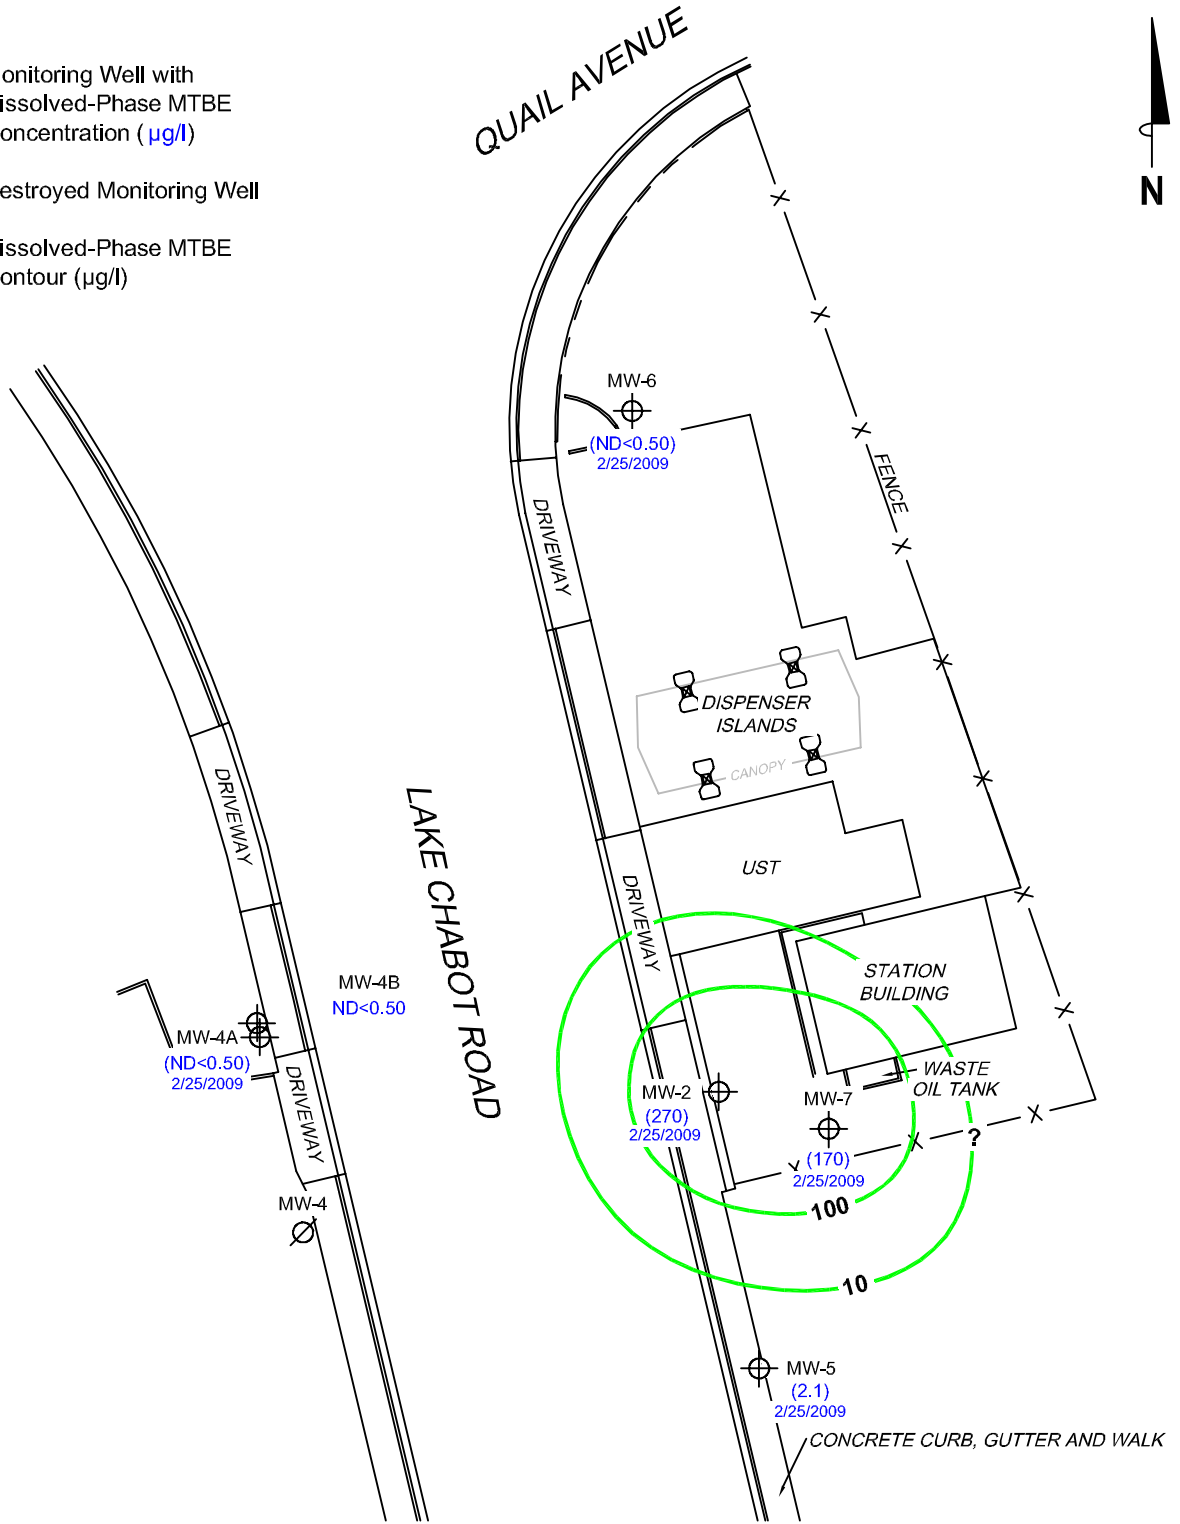 onitoring Well with
issolved-Phase MTBE
oncentration (µg/l)
estroyed Monitoring Well
issolved-Phase MTBE
ontour (µg/l)
QUAIL AVENUE
N
MW-6
(ND<0.50)
2/25/2009
FENCE
DRIVEWAY
DISPENSER
ISLANDS
CANOPY
DRIVEWAY
LAKE CHABOT ROAD
UST
DRIVEWAY
STATION
BUILDING
MW-4B
ND<0.50
MW-4A
(ND<0.50)
2/25/2009
DRIVEWAY
MW-2
(270)
2/25/2009
WASTE
OIL TANK
MW-7
(170)
2/25/2009
?
100
MW-4
10
MW-5
(2.1)
2/25/2009
CONCRETE CURB, GUTTER AND WALK